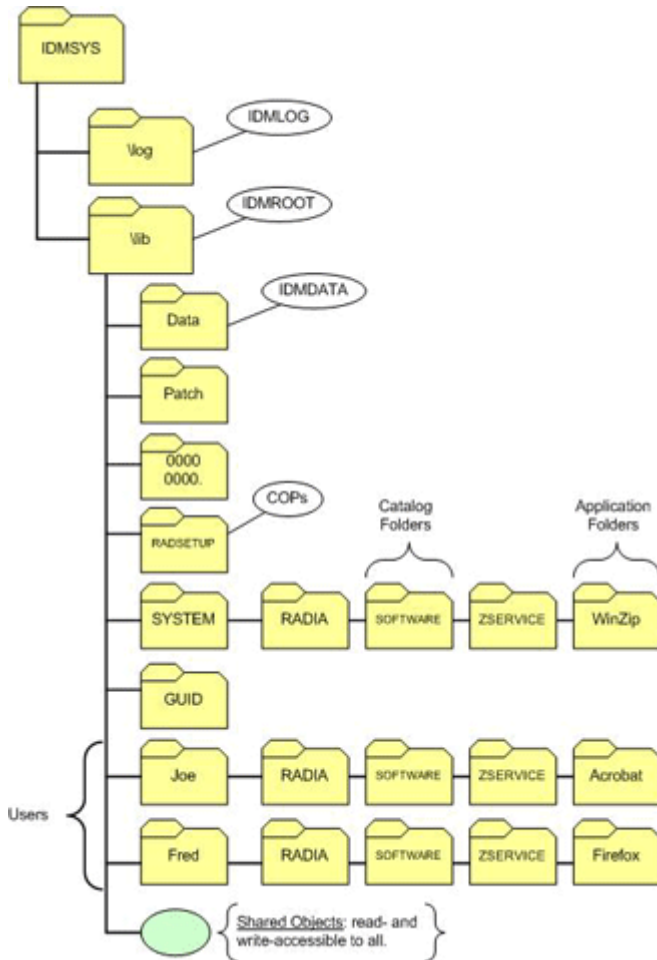 IDMSYS
IDMLOG
\log
IDMROOT
\lib
IDMDATA
Data
Patch
0000
0000.
COPs
RADSETUP
Catalog
Folders
Application
Folders
SYSTEM
RADIA
SOFTWARE
ZSERVICE
WinZip
GUID
Users
Joe
RADIA
SOFTWARE
ZSERVICE
Acrobat
Fred
RADIA
SOFTWARE
ZSERVICE
Firefox
Shared Objects: read- and
write-accessible to all.